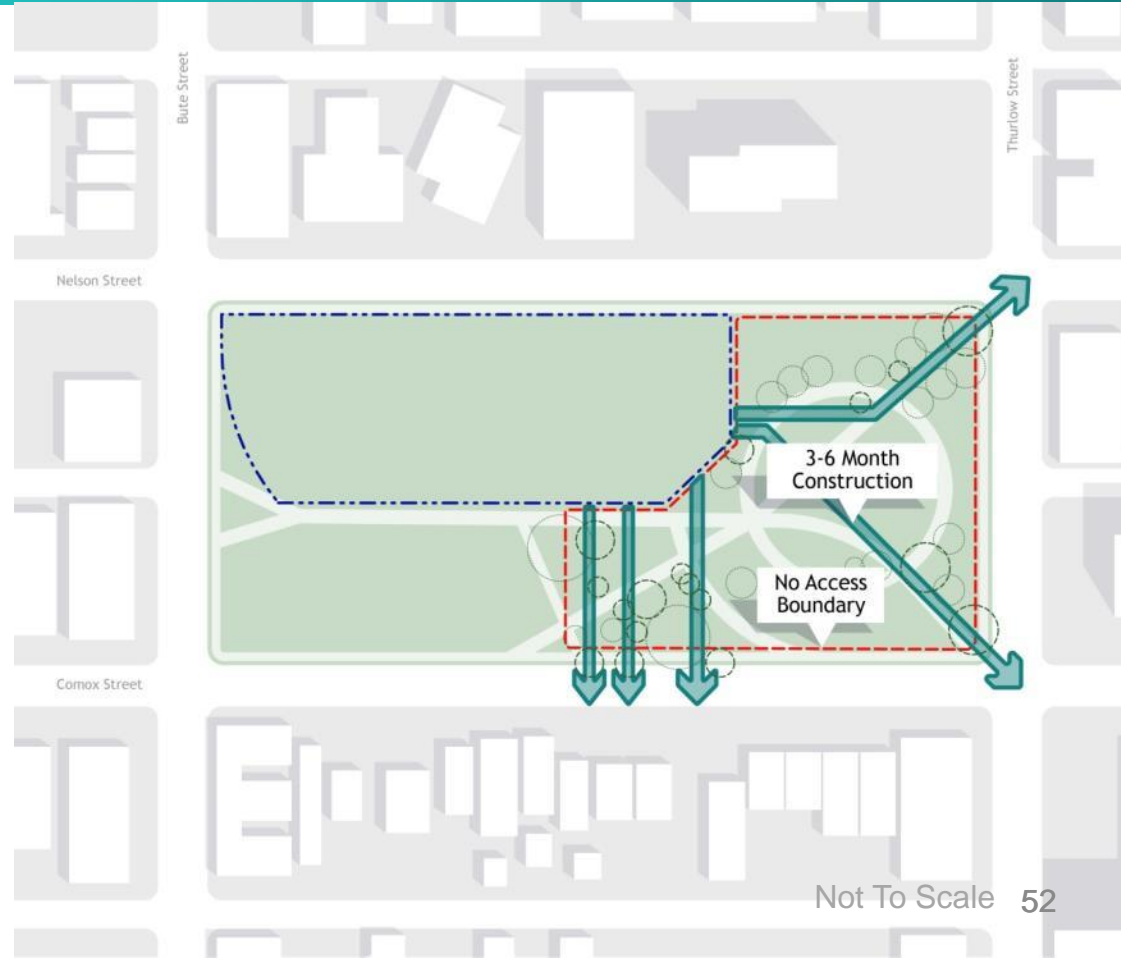 Bute Street
Thurlow Street
Nelson Street
3-6 Month
Construction
No Access
Boundary
Comox Street
Not To Scale 52